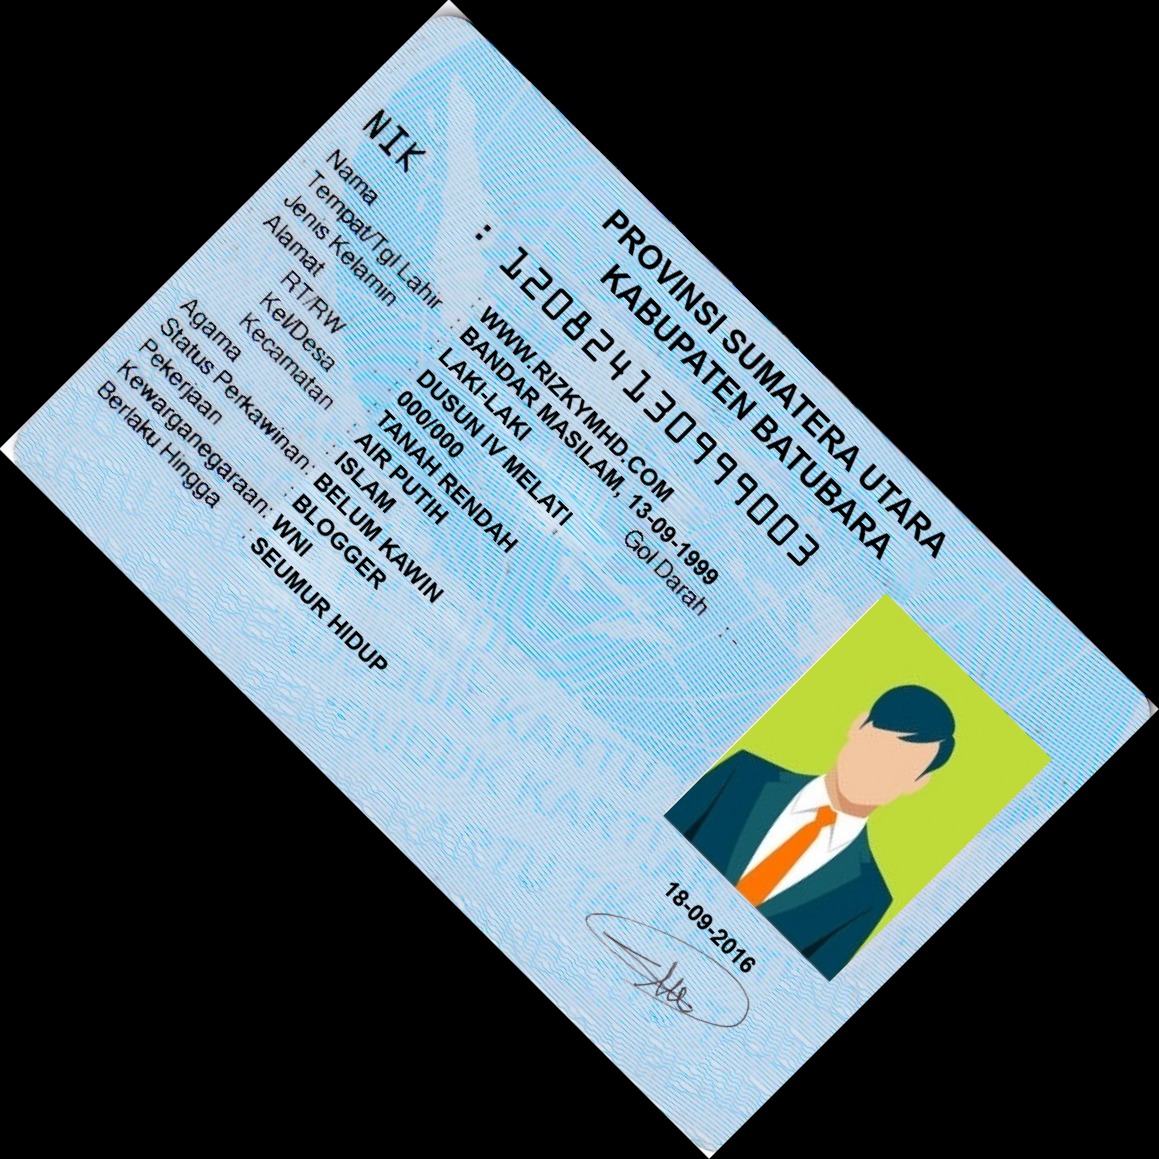 PROVINSI SUMATERA UTARA
KABUPATEN BATUBARA
NIK : 1208241309999003
Nama : WWW.RIZKYMHD.COM
Tempat/Tgl Lahir : BANDAR MASILAM, 13-09-1999
Jenis Kelamin : LAKI-LAKI Gol Darah : -
Alamat : DUSUN IV MELATI
RT/RW : 000/000
Kel/Desa : TANAH RENDAH
Kecamatan : AIR PUTIH
Agama : ISLAM
Status Perkawinan: BELUM KAWIN
Pekerjaan : BLOGGER
Kewarganegaraan: WNI
Berlaku Hingga : SEUMUR HIDUP
18-09-2016